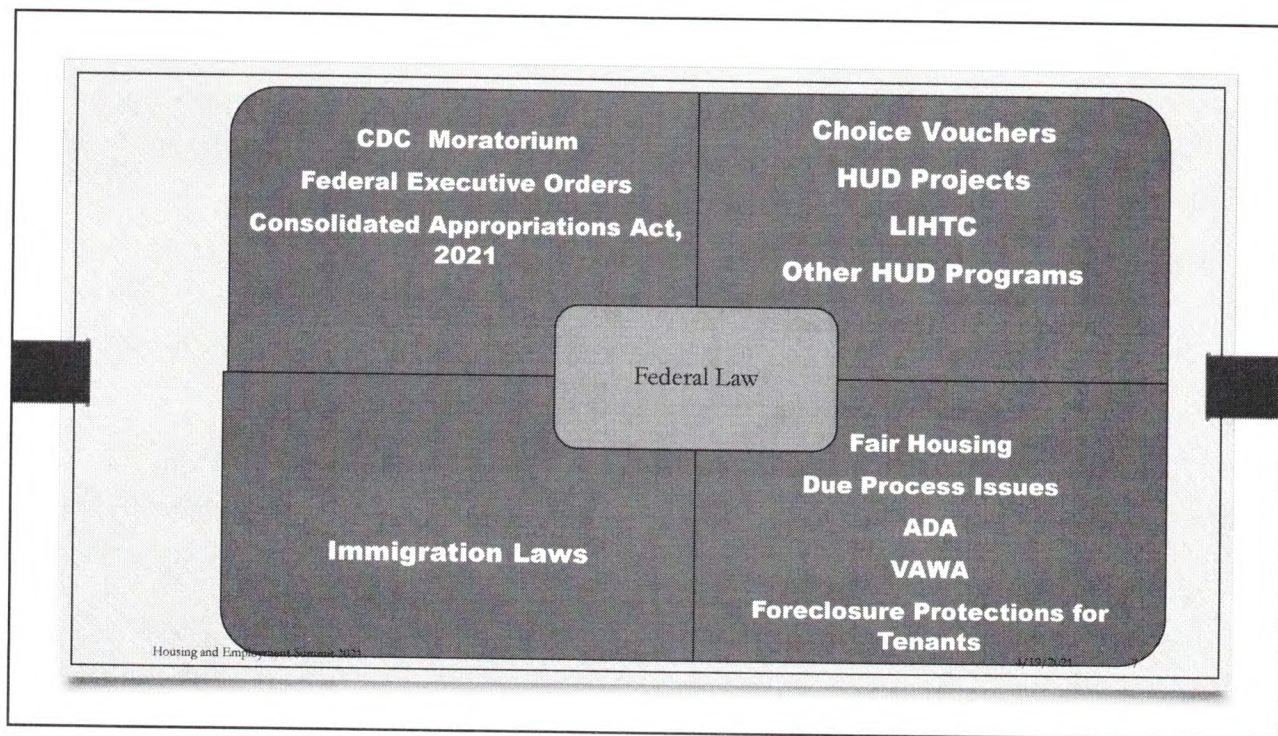 CDC Moratorium
Federal Executive Orders
Consolidated Appropriations Act,
2021
Choice Vouchers
HUD Projects
LIHTC
Other HUD Programs
Federal Law
Immigration Laws
Fair Housing
Due Process Issues
ADA
VAWA
Foreclosure Protections for
Tenants
Housing and Employment Summit 2021